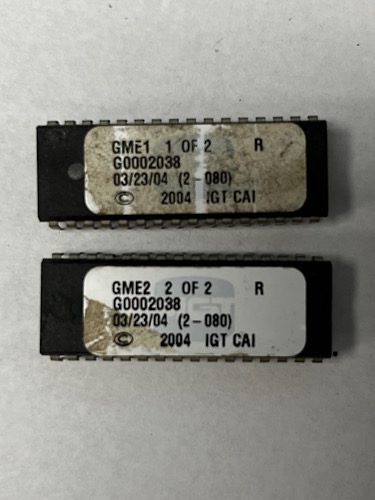 GME1 1 OF 2 R
G0002038
03/23/04 (2-080)
© 2004 IGT CAI
GME2 2 OF 2 R
G0002038
03/23/04 (2-080)
© 2004 IGT CAI